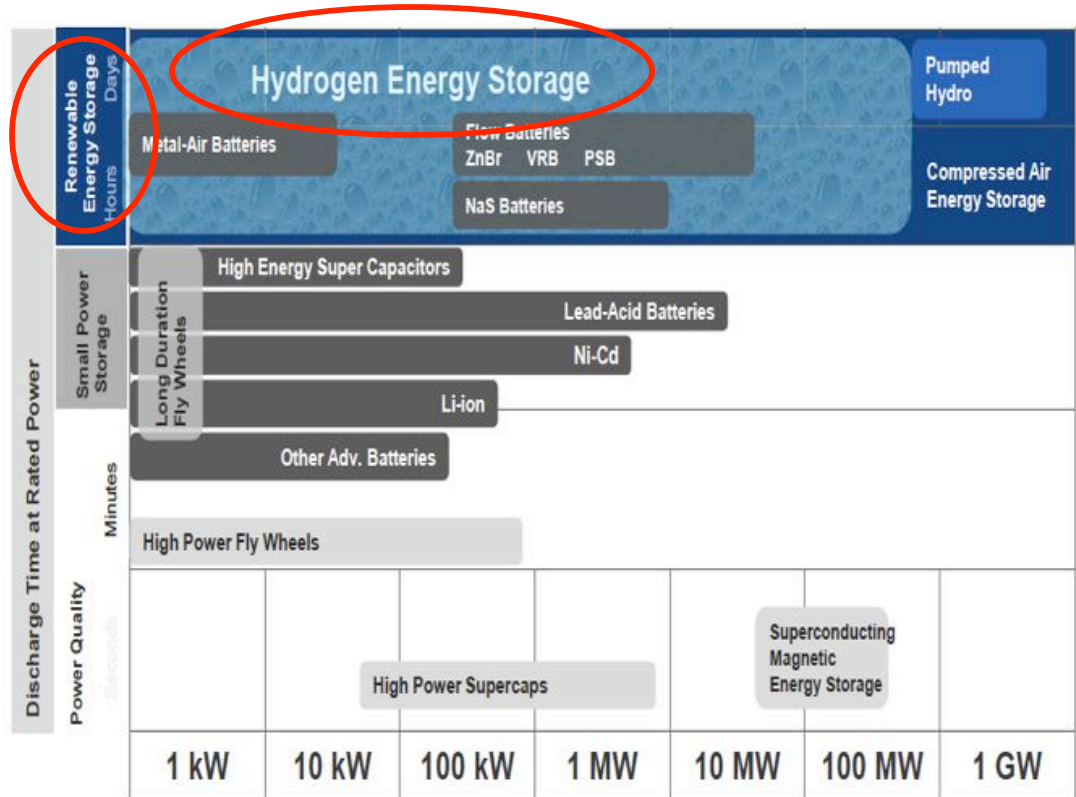 Discharge Time at Rated Power
Renewable
Energy Storage
Days
Hours
Hydrogen Energy Storage
Pumped
Hydro
Metal-Air Batteries
Flow Batteries
ZnBr VRB PSB
NaS Batteries
Compressed Air
Energy Storage
Small Power
Storage
Long Duration
Fly Wheels
High Energy Super Capacitors
Lead-Acid Batteries
Ni-Cd
Li-ion
Other Adv. Batteries
Minutes
High Power Fly Wheels
Power Quality
Seconds
High Power Supercaps
Superconducting
Magnetic
Energy Storage
1 kW
10 kW
100 kW
1 MW
10 MW
100 MW
1 GW